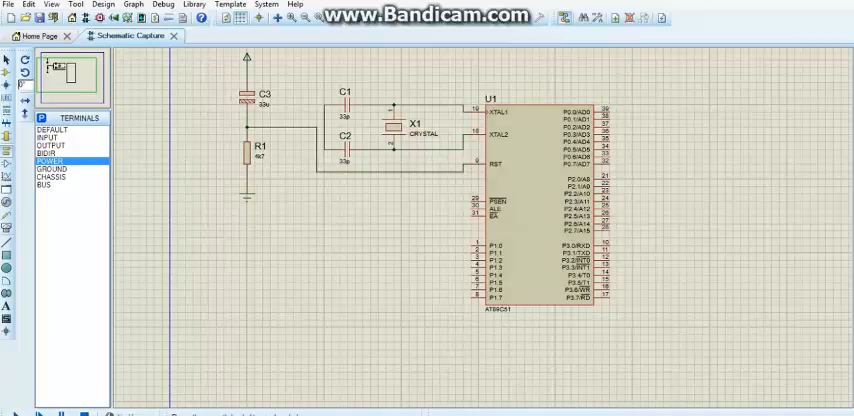 www.Bandicam.com
File Edit View Tool Design Graph Debug Library Template System Help
Home Page
Schematic Capture
P TERMINALS
DEFAULT
INPUT
OUTPUT
BIDIR
POWER
GROUND
CHASSIS
BUS
C3
33u
R1
4k7
C1
33p
C2
33p
X1
CRYSTAL
1
2
U1
19 XTAL1
18 XTAL2
9 RST
29 PSEN
30 ALE
31 EA
1 P1.0
2 P1.1
3 P1.2
4 P1.3
5 P1.4
6 P1.5
7 P1.6
8 P1.7
P0.0/AD0 39
P0.1/AD1 38
P0.2/AD2 37
P0.3/AD3 36
P0.4/AD4 35
P0.5/AD5 34
P0.6/AD6 33
P0.7/AD7 32
P2.0/A8 21
P2.1/A9 22
P2.2/A10 23
P2.3/A11 24
P2.4/A12 25
P2.5/A13 26
P2.6/A14 27
P2.7/A15 28
P3.0/RXD 10
P3.1/TXD 11
P3.2/INT0 12
P3.3/INT1 13
P3.4/T0 14
P3.5/T1 15
P3.6/WR 16
P3.7/RD 17
AT89C51